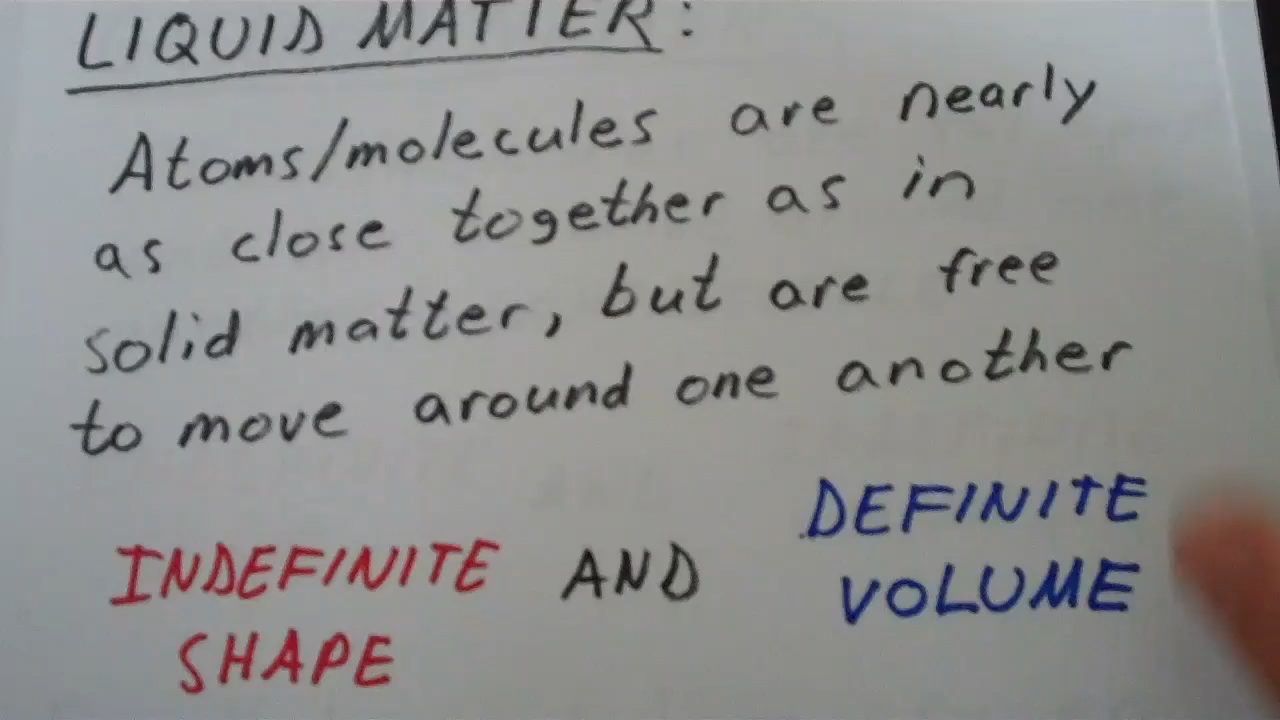 LIQUID MATTER:
Atoms/molecules are nearly
as close together as in
solid matter, but are free
to move around one another
INDEFINITE AND DEFINITE
SHAPE VOLUME